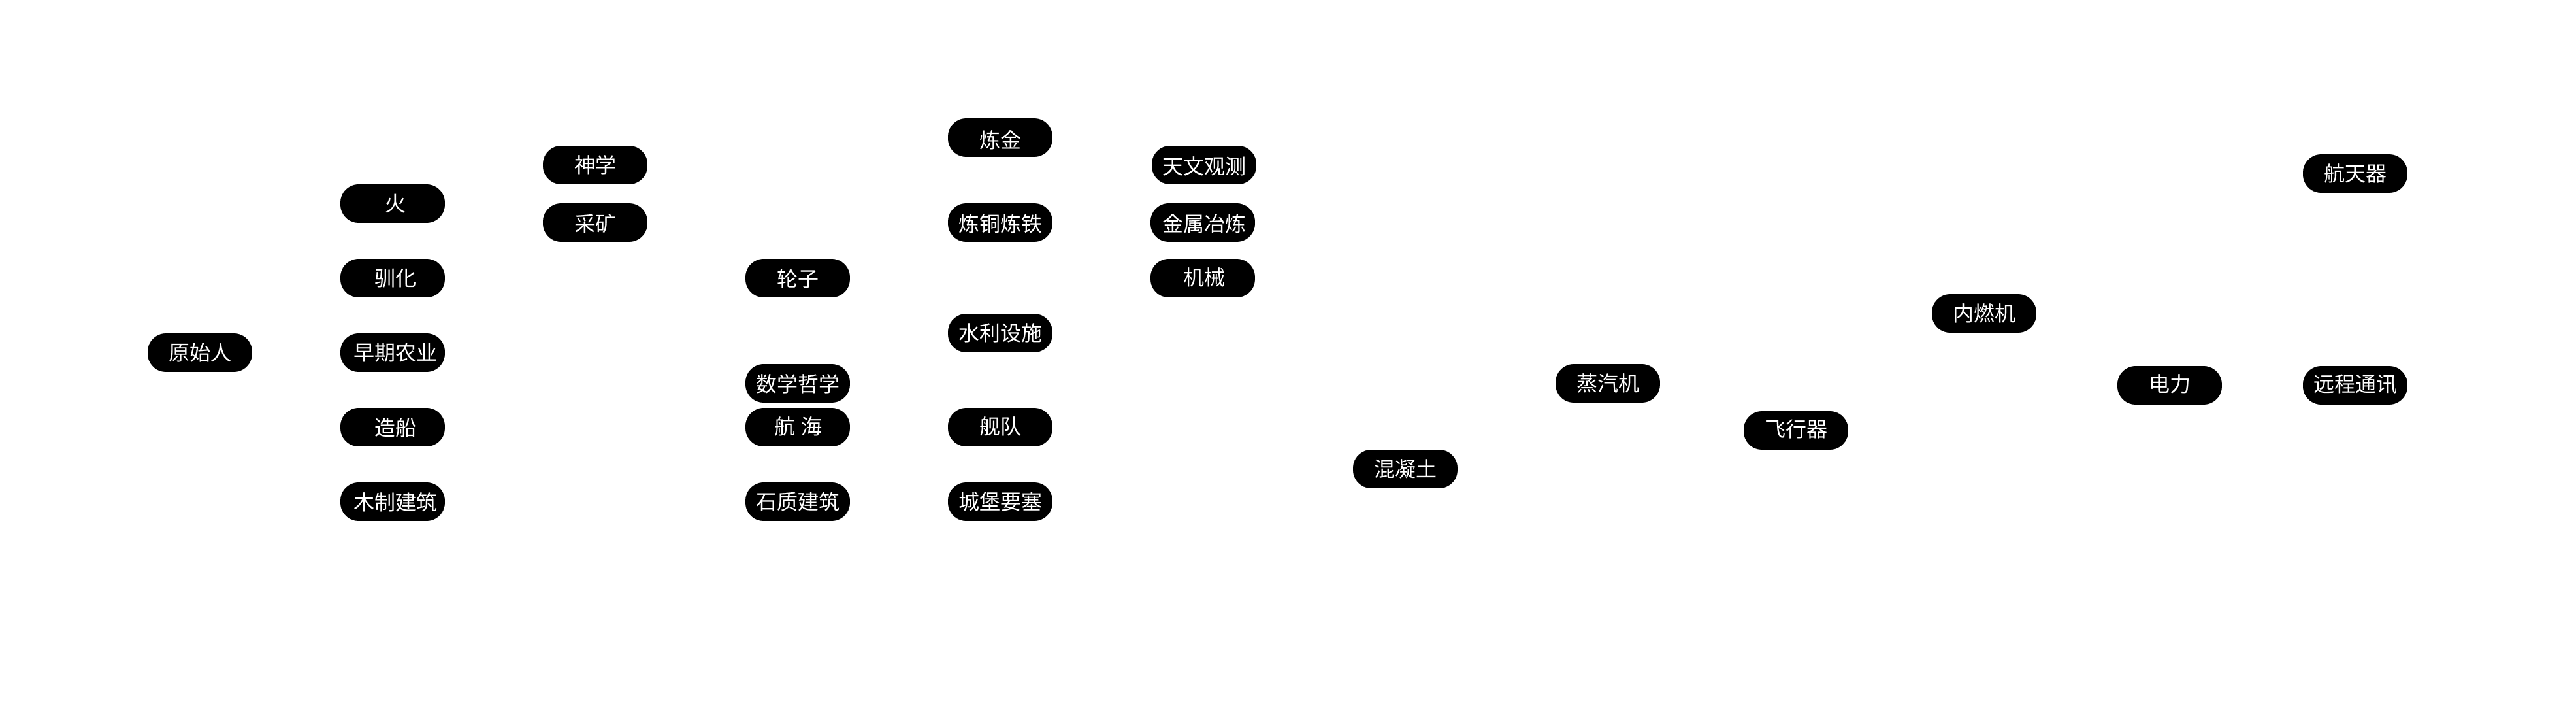 原始人
火
驯化
早期农业
造船
木制建筑
神学
采矿
轮子
数学哲学
航 海
石质建筑
炼金
炼铜炼铁
水利设施
舰队
城堡要塞
天文观测
金属冶炼
机械
混凝土
蒸汽机
飞行器
内燃机
电力
航天器
远程通讯